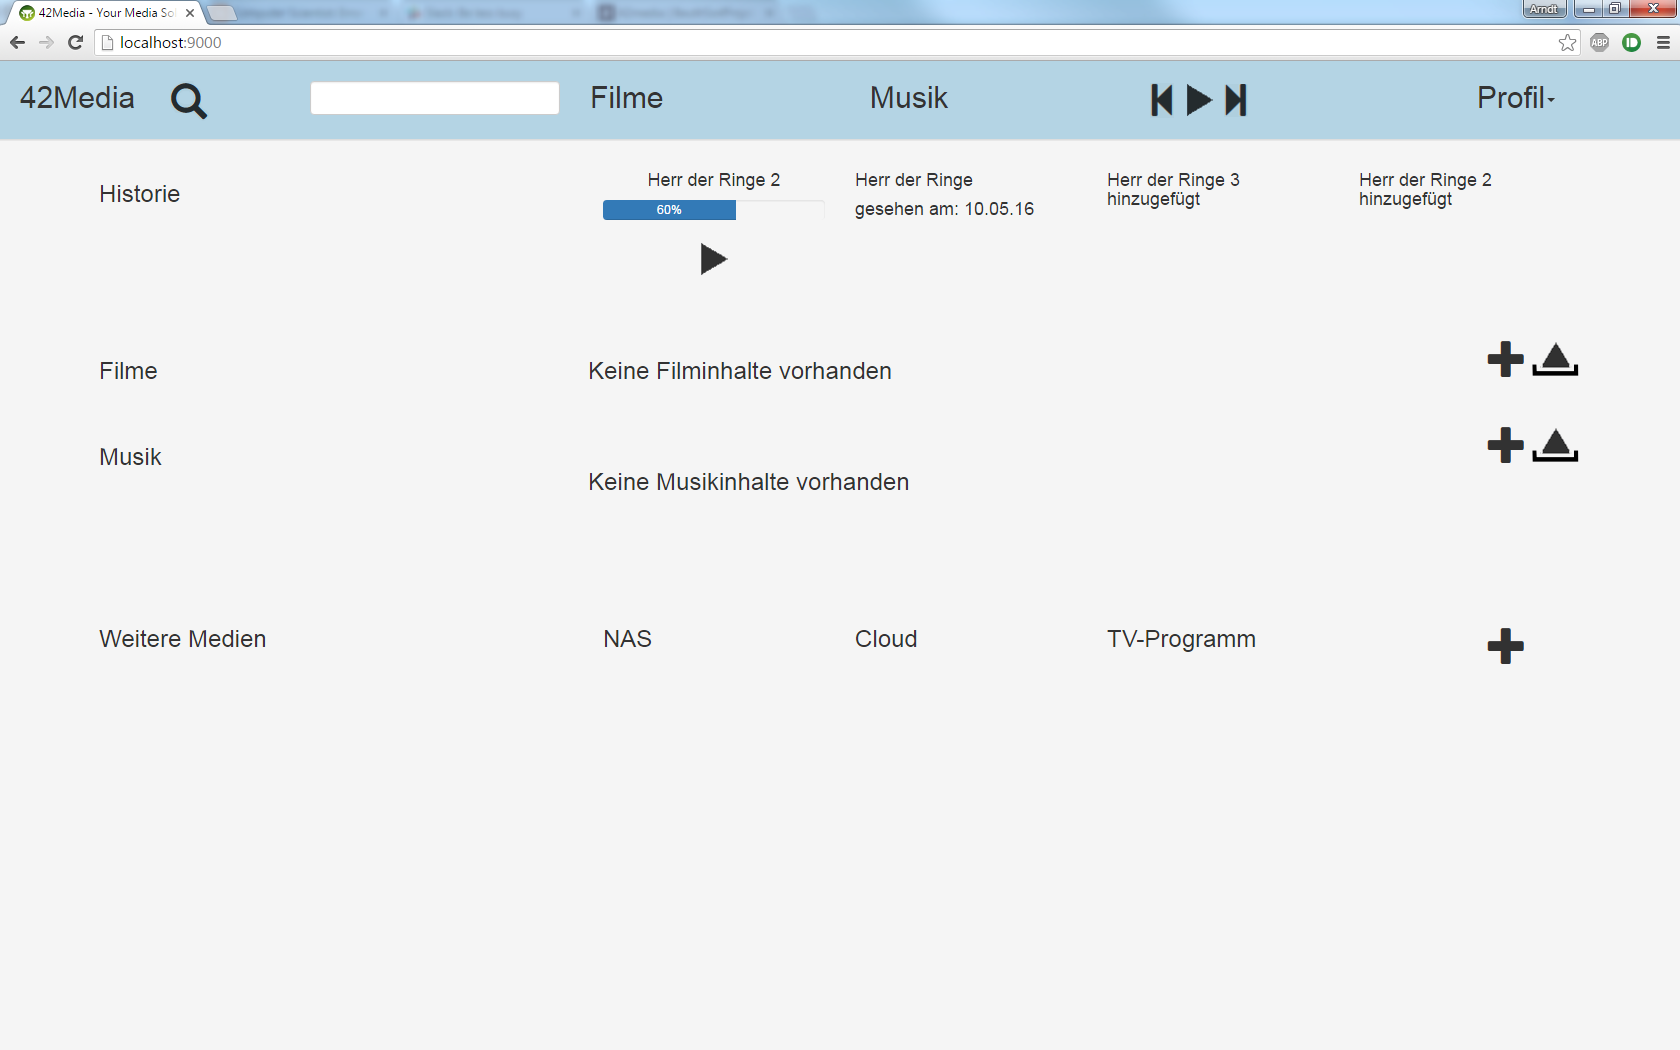 42Media - Your Media Sol
Arndt
localhost:9000
ABP
42Media
Filme
Musik
Profil
Historie
Herr der Ringe 2
60%
Herr der Ringe
gesehen am: 10.05.16
Herr der Ringe 3
hinzugefügt
Herr der Ringe 2
hinzugefügt
Filme
Keine Filminhalte vorhanden
Musik
Keine Musikinhalte vorhanden
Weitere Medien
NAS
Cloud
TV-Programm